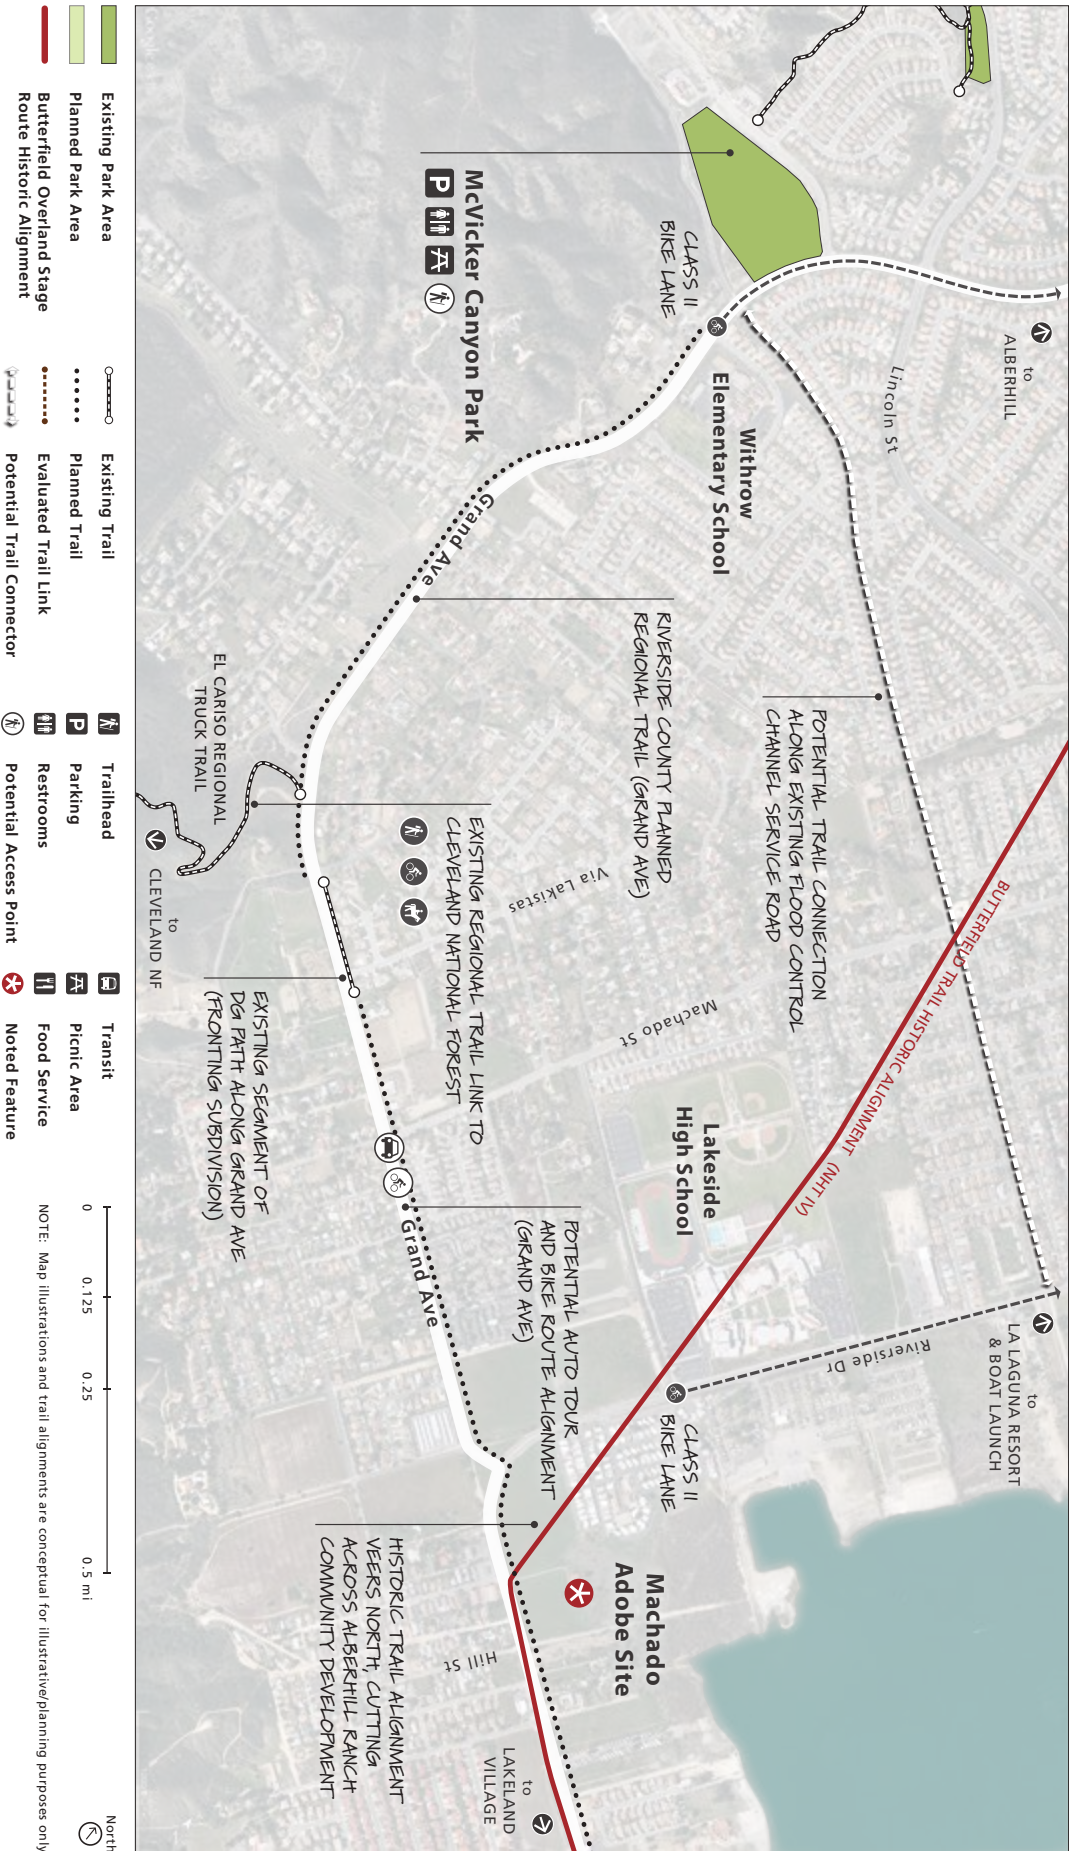 to
ALBERHILL
Lincoln St
CLASS II
BIKE LANE
McVicker Canyon Park
P
Withrow
Elementary School
Grand Ave
RIVERSIDE COUNTY PLANNED
REGIONAL TRAIL (GRAND AVE)
POTENTIAL TRAIL CONNECTION
ALONG EXISTING FLOOD CONTROL
CHANNEL SERVICE ROAD
BUTTERFIELD TRAIL HISTORIC ALIGNMENT (NHT IV)
EL CARISO REGIONAL
TRUCK TRAIL
to
CLEVELAND NF
EXISTING REGIONAL TRAIL LINK TO
CLEVELAND NATIONAL FOREST
Via Lakistas
Machado St
EXISTING SEGMENT OF
DG PATH ALONG GRAND AVE
(FRONTING SUBDIVISION)
Lakeside
High School
Grand Ave
POTENTIAL AUTO TOUR
AND BIKE ROUTE ALIGNMENT
(GRAND AVE)
Riverside Dr
to
LA LAGUNA RESORT
& BOAT LAUNCH
CLASS II
BIKE LANE
Machado
Adobe Site
HISTORIC TRAIL ALIGNMENT
VEERS NORTH, CUTTING
ACROSS ALBERHILL RANCH
COMMUNITY DEVELOPMENT
Hill St
to
LAKELAND
VILLAGE
Existing Park Area
Planned Park Area
Butterfield Overland Stage
Route Historic Alignment
Existing Trail
Planned Trail
Evaluated Trail Link
Potential Trail Connector
Trailhead
P
Parking
Restrooms
Potential Access Point
Transit
Picnic Area
Food Service
Noted Feature
0
0.125
0.25
0.5 mi
North
NOTE: Map illustrations and trail alignments are conceptual for illustrative/planning purposes only